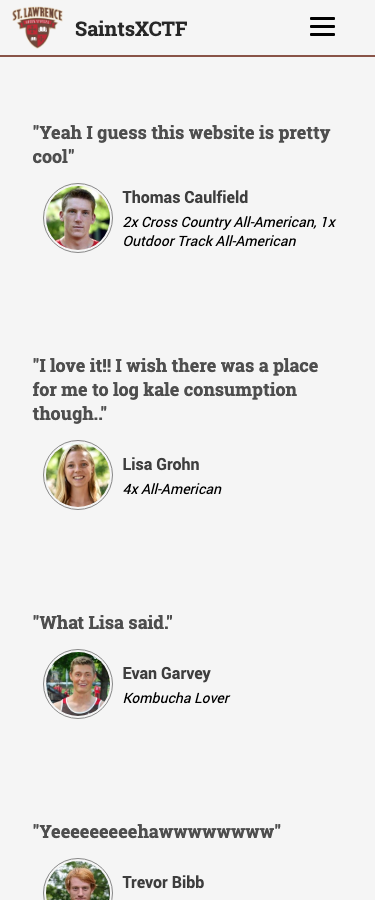 ST. LAWRENCE
SaintsXCTF
"Yeah I guess this website is pretty
cool"
Thomas Caulfield
2x Cross Country All-American, 1x
Outdoor Track All-American
"I love it!! I wish there was a place
for me to log kale consumption
though.."
Lisa Grohn
4x All-American
"What Lisa said."
Evan Garvey
Kombucha Lover
"Yeeeeeeeeehawwwwwwww"
Trevor Bibb